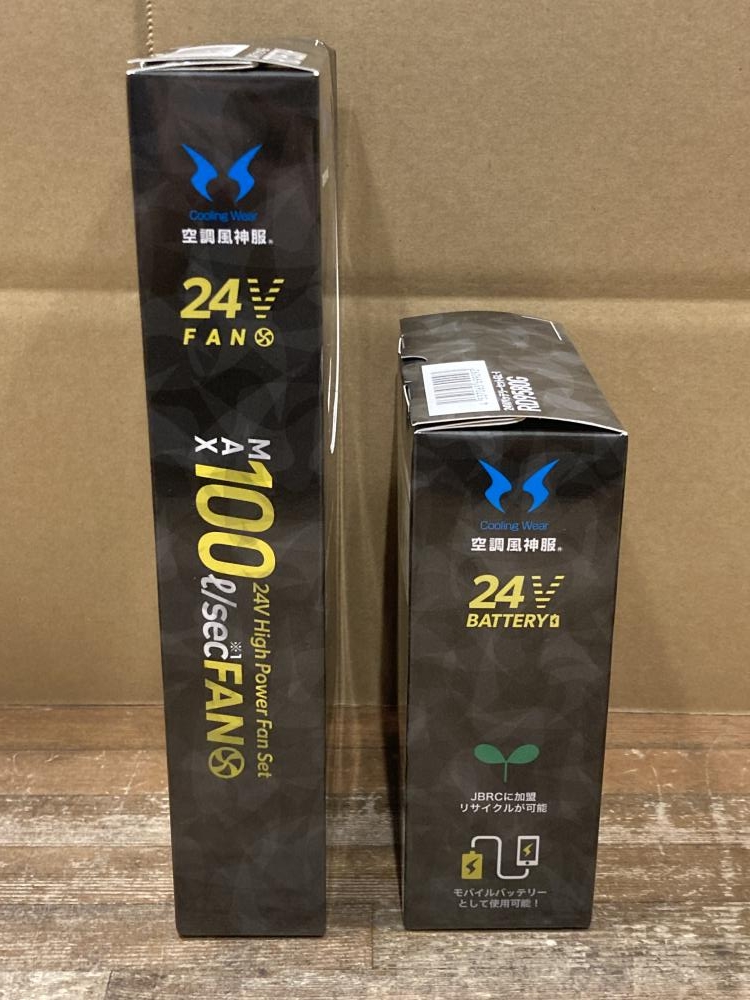 Cooling Wear
空調風神服®
24V
FAN
MAX
100
ℓ/sec
※1
FAN
24V High Power Fan Set
RD9580G
Cooling Wear
空調風神服®
24V
BATTERY
JBRCに加盟
リサイクルが可能
モバイルバッテリー
として使用可能!